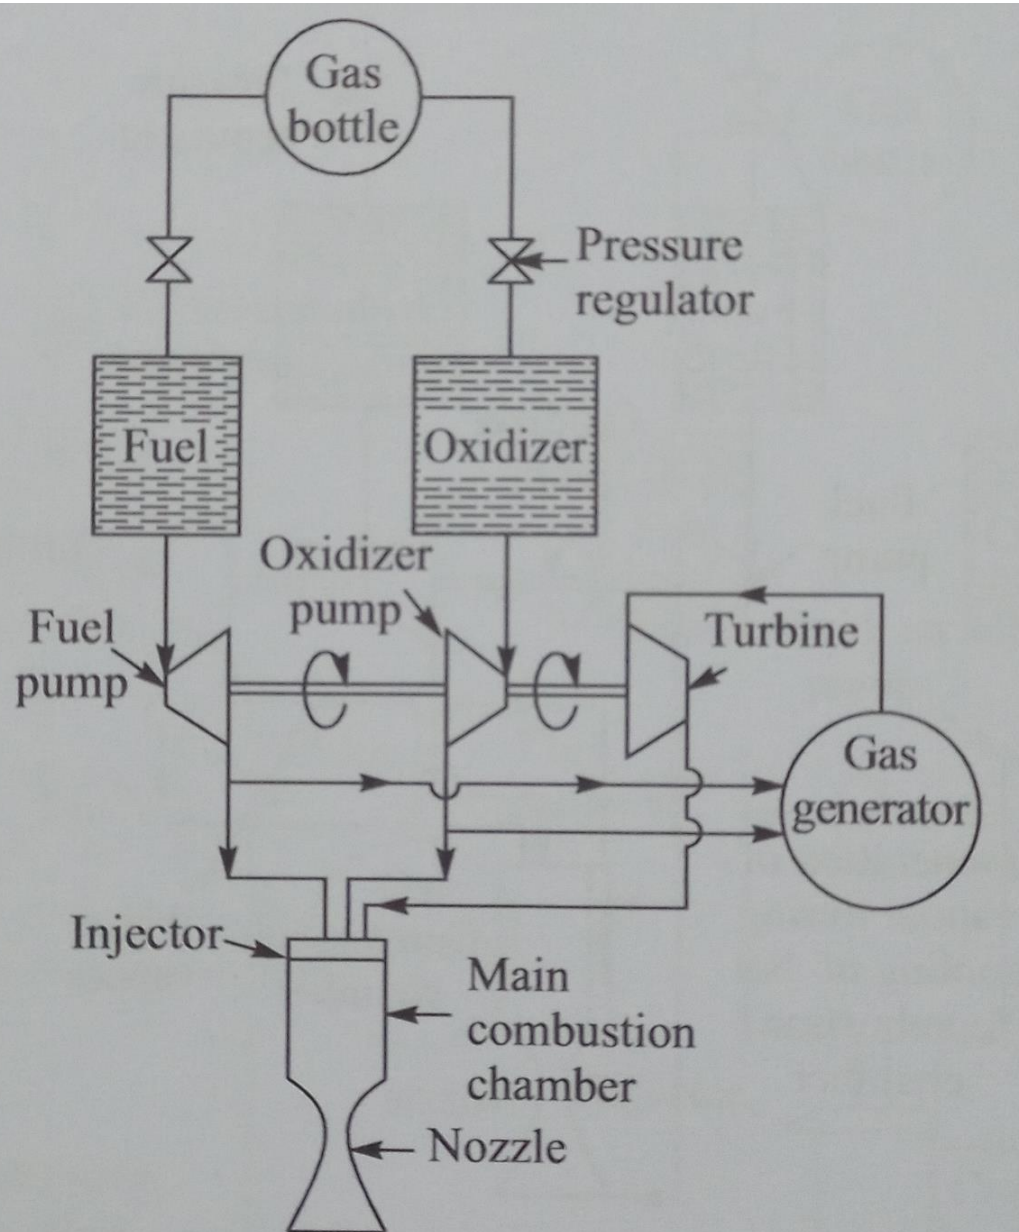 Gas
bottle
Pressure
regulator
Fuel
Oxidizer
Oxidizer
pump
Fuel
pump
Turbine
Gas
generator
Injector
Main
combustion
chamber
Nozzle